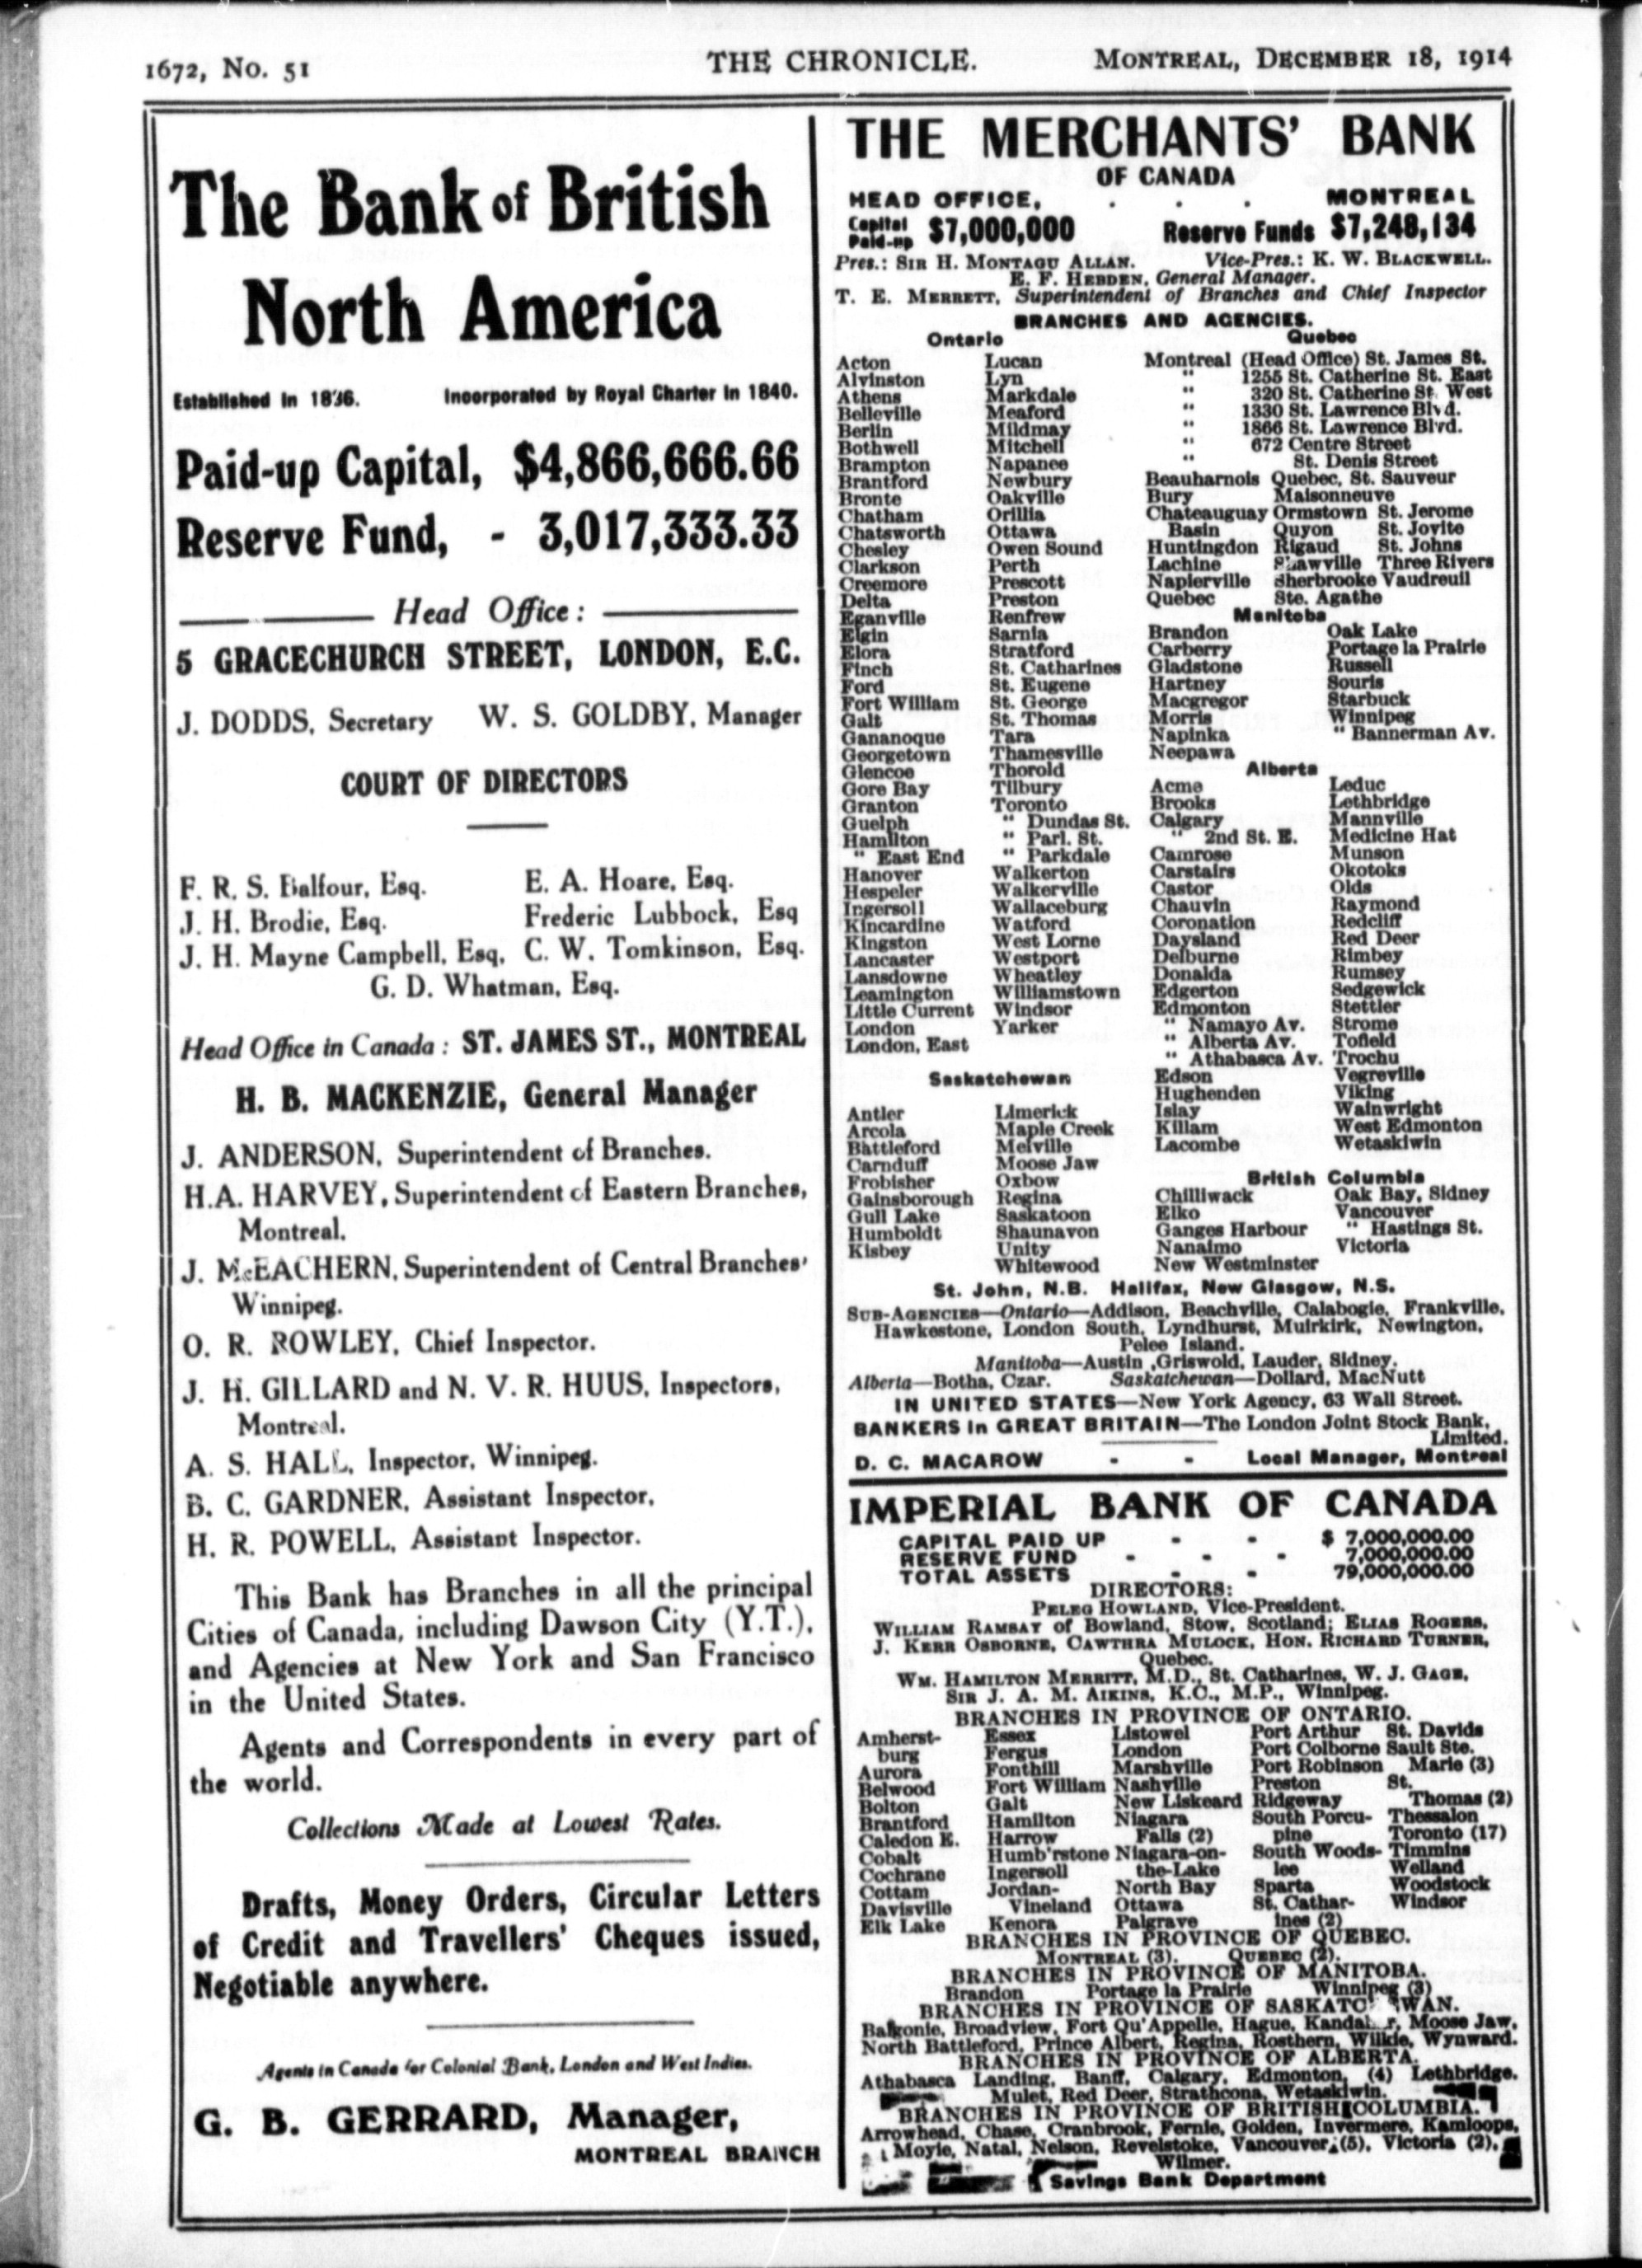 1672, No. 51 THE CHRONICLE. Montreal, December 18, 1914
The Bank of British
North America
Established in 1836. Incorporated by Royal Charter in 1840.
Paid-up Capital, $4,866,666.66
Reserve Fund, - 3,017,333.33
Head Office:
5 GRACECHURCH STREET, LONDON, E.C.
J. DODDS, Secretary W. S. GOLDBY, Manager
COURT OF DIRECTORS
F. R. S. Balfour, Esq. E. A. Hoare, Esq.
J. H. Brodie, Esq. Frederic Lubbock, Esq
J. H. Mayne Campbell, Esq. C. W. Tomkinson, Esq.
G. D. Whatman, Esq.
Head Office in Canada: ST. JAMES ST., MONTREAL
H. B. MACKENZIE, General Manager
J. ANDERSON, Superintendent of Branches.
H.A. HARVEY, Superintendent of Eastern Branches,
Montreal.
J. McEACHERN, Superintendent of Central Branches'
Winnipeg.
O. R. ROWLEY, Chief Inspector.
J. H. GILLARD and N. V. R. HUUS, Inspectors,
Montreal.
A. S. HALL, Inspector, Winnipeg.
B. C. GARDNER, Assistant Inspector,
H. R. POWELL, Assistant Inspector.
This Bank has Branches in all the principal
Cities of Canada, including Dawson City (Y.T.),
and Agencies at New York and San Francisco
in the United States.
Agents and Correspondents in every part of
the world.
Collections Made at Lowest Rates.
Drafts, Money Orders, Circular Letters
of Credit and Travellers' Cheques issued,
Negotiable anywhere.
Agents in Canada for Colonial Bank, London and West Indies.
G. B. GERRARD, Manager,
MONTREAL BRANCH
THE MERCHANTS' BANK
OF CANADA
HEAD OFFICE, . . . MONTREAL
Capital Paid-up $7,000,000 Reserve Funds $7,248,134
Pres.: Sir H. Montagu Allan. Vice-Pres.: K. W. Blackwell.
E. F. Hebden, General Manager.
T. E. Merrett, Superintendent of Branches and Chief Inspector
BRANCHES AND AGENCIES.
Ontario
Acton Lucan
Alvinston Lyn
Athens Markdale
Belleville Meaford
Berlin Mildmay
Bothwell Mitchell
Brampton Napanee
Brantford Newbury
Bronte Oakville
Chatham Orillia
Chatsworth Ottawa
Chesley Owen Sound
Clarkson Perth
Creemore Prescott
Delta Preston
Eganville Renfrew
Elgin Sarnia
Elora Stratford
Finch St. Catharines
Ford St. Eugene
Fort William St. George
Galt St. Thomas
Gananoque Tara
Georgetown Thamesville
Glencoe Thorold
Gore Bay Tilbury
Granton Toronto
Guelph " Dundas St.
Hamilton " Parl. St.
" East End " Parkdale
Hanover Walkerton
Hespeler Walkerville
Ingersoll Wallaceburg
Kincardine Watford
Kingston West Lorne
Lancaster Westport
Lansdowne Wheatley
Leamington Williamstown
Little Current Windsor
London Yarker
London, East
Saskatchewan
Antler Limerick
Arcola Maple Creek
Battleford Melville
Carnduff Moose Jaw
Frobisher Oxbow
Gainsborough Regina
Gull Lake Saskatoon
Humboldt Shaunavon
Kisbey Unity
Whitewood
Quebec
Montreal (Head Office) St. James St.
" 1255 St. Catherine St. East
" 320 St. Catherine St. West
" 1330 St. Lawrence Blvd.
" 1866 St. Lawrence Blvrd.
" 672 Centre Street
" St. Denis Street
Beauharnois Quebec, St. Sauveur
Bury Maisonneuve
Chateauguay Ormstown St. Jerome
Basin Quyon St. Jovite
Huntingdon Rigaud St. Johns
Lachine Shawville Three Rivers
Napierville Sherbrooke Vaudreuil
Quebec Ste. Agathe
Manitoba
Brandon Oak Lake
Carberry Portage la Prairie
Gladstone Russell
Hartney Souris
Macgregor Starbuck
Morris Winnipeg
Napinka " Bannerman Av.
Neepawa
Alberta
Acme Leduc
Brooks Lethbridge
Calgary Mannville
" 2nd St. E. Medicine Hat
Camrose Munson
Carstairs Okotoks
Castor Olds
Chauvin Raymond
Coronation Redcliff
Daysland Red Deer
Delburne Rimbey
Donalda Rumsey
Edgerton Sedgewick
Edmonton Stettler
" Namayo Av. Strome
" Alberta Av. Tofield
" Athabasca Av. Trochu
Edson Vegreville
Hughenden Viking
Islay Wainwright
Killam West Edmonton
Lacombe Wetaskiwin
British Columbia
Chilliwack Oak Bay, Sidney
Elko Vancouver
Ganges Harbour " Hastings St.
Nanaimo Victoria
New Westminster
St. John, N.B. Halifax, New Glasgow, N.S.
Sub-Agencies—Ontario—Addison, Beachville, Calabogie, Frankville,
Hawkestone, London South, Lyndhurst, Muirkirk, Newington,
Pelee Island.
Manitoba—Austin ,Griswold, Lauder, Sidney.
Alberta—Botha, Czar. Saskatchewan—Dollard, MacNutt
IN UNITED STATES—New York Agency, 63 Wall Street.
BANKERS in GREAT BRITAIN—The London Joint Stock Bank,
Limited.
D. C. MACAROW - - Local Manager, Montreal
IMPERIAL BANK OF CANADA
CAPITAL PAID UP - - $ 7,000,000.00
RESERVE FUND - - - 7,000,000.00
TOTAL ASSETS - - 79,000,000.00
DIRECTORS:
Peleg Howland, Vice-President.
William Ramsay of Bowland, Stow, Scotland; Elias Rogers,
J. Kerr Osborne, Cawthra Mulock, Hon. Richard Turner,
Quebec.
Wm. Hamilton Merritt, M.D., St. Catharines, W. J. Gage,
Sir J. A. M. Aikins, K.C., M.P., Winnipeg.
BRANCHES IN PROVINCE OF ONTARIO.
Amherst- Essex Listowel Port Arthur St. Davids
burg Fergus London Port Colborne Sault Ste.
Aurora Fonthill Marshville Port Robinson Marie (3)
Belwood Fort William Nashville Preston St.
Bolton Galt New Liskeard Ridgeway Thomas (2)
Brantford Hamilton Niagara South Porcu- Thessalon
Caledon E. Harrow Falls (2) pine Toronto (17)
Cobalt Humb'rstone Niagara-on- South Woods- Timmins
Cochrane Ingersoll the-Lake lee Welland
Cottam Jordan- North Bay Sparta Woodstock
Davisville Vineland Ottawa St. Cathar- Windsor
Elk Lake Kenora Palgrave ines (2)
BRANCHES IN PROVINCE OF QUEBEC.
Montreal (3). Quebec (2).
BRANCHES IN PROVINCE OF MANITOBA.
Brandon Portage la Prairie Winnipeg (3)
BRANCHES IN PROVINCE OF
Balgonie, Broadview, Fort Qu'Appelle, Hague, Moose Jaw,
North Battleford, Prince Albert, Regina, Rosthern, Wilkie, Wynward.
BRANCHES IN PROVINCE OF ALBERTA.
Athabasca Landing, Banff, Calgary, Edmonton, (4) Lethbridge.
Mulet, Red Deer, Strathcona, Wetaskiwin.
BRANCHES IN PROVINCE OF BRITISH COLUMBIA.
Arrowhead, Chase, Cranbrook, Fernie, Golden, Invermere, Kamloops,
Moyie, Natal, Nelson, Revelstoke, Vancouver, (5), Victoria (2),
Wilmer.
Savings Bank Department